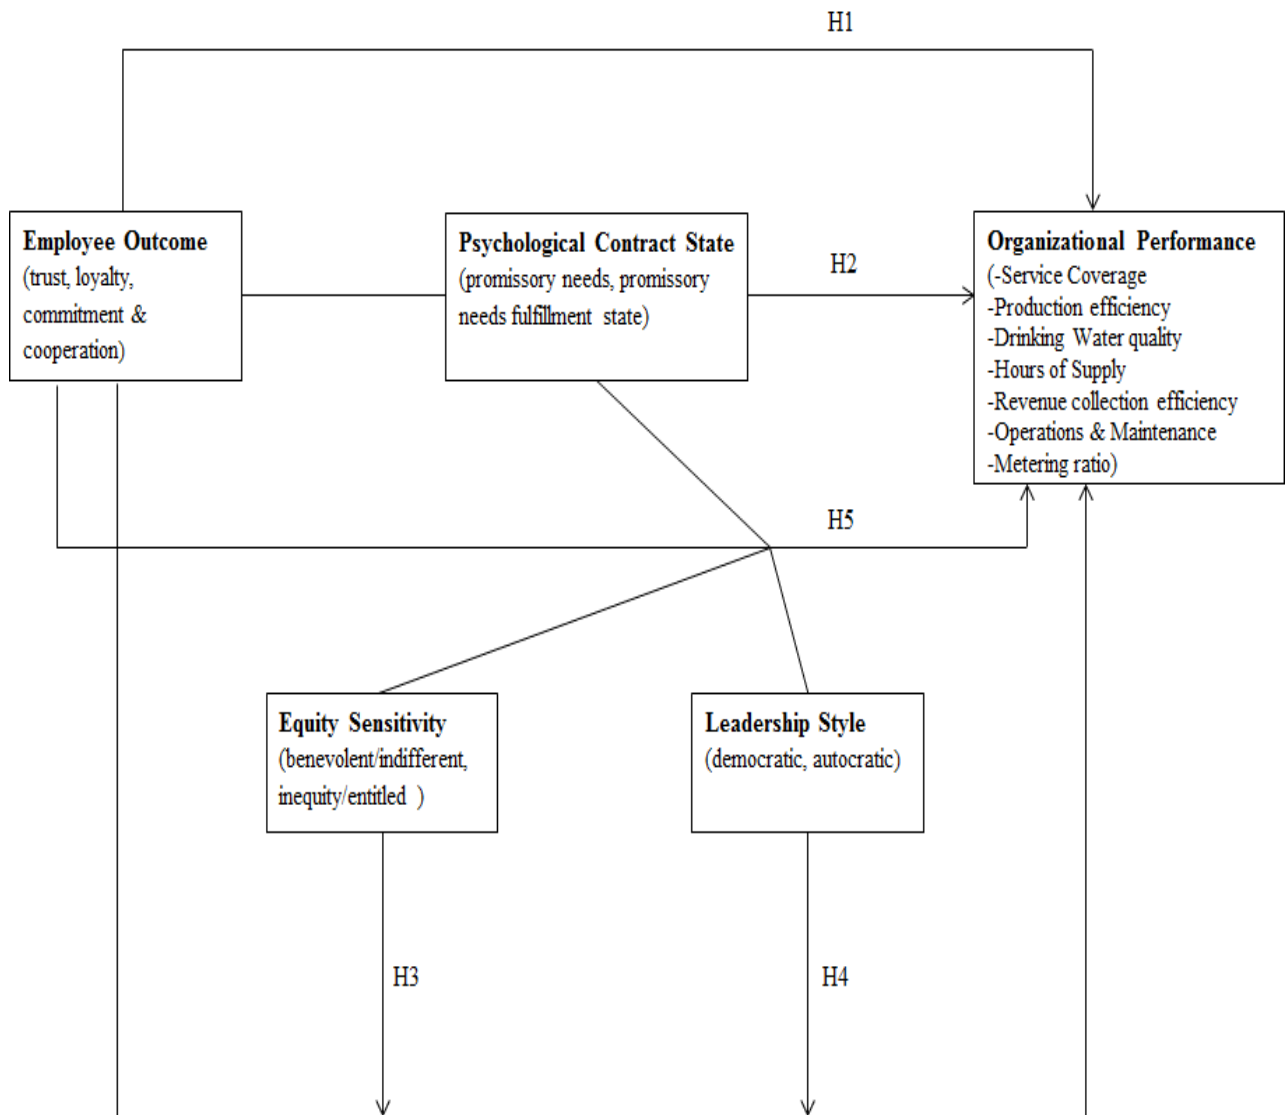 H1
Employee Outcome
(trust, loyalty,
commitment &
cooperation)
Psychological Contract State
(promissory needs, promissory
needs fulfillment state)
H2
Organizational Performance
(-Service Coverage
-Production efficiency
-Drinking Water quality
-Hours of Supply
-Revenue collection efficiency
-Operations & Maintenance
-Metering ratio)
H5
Equity Sensitivity
(benevolent/indifferent,
inequity/entitled )
Leadership Style
(democratic, autocratic)
H3
H4